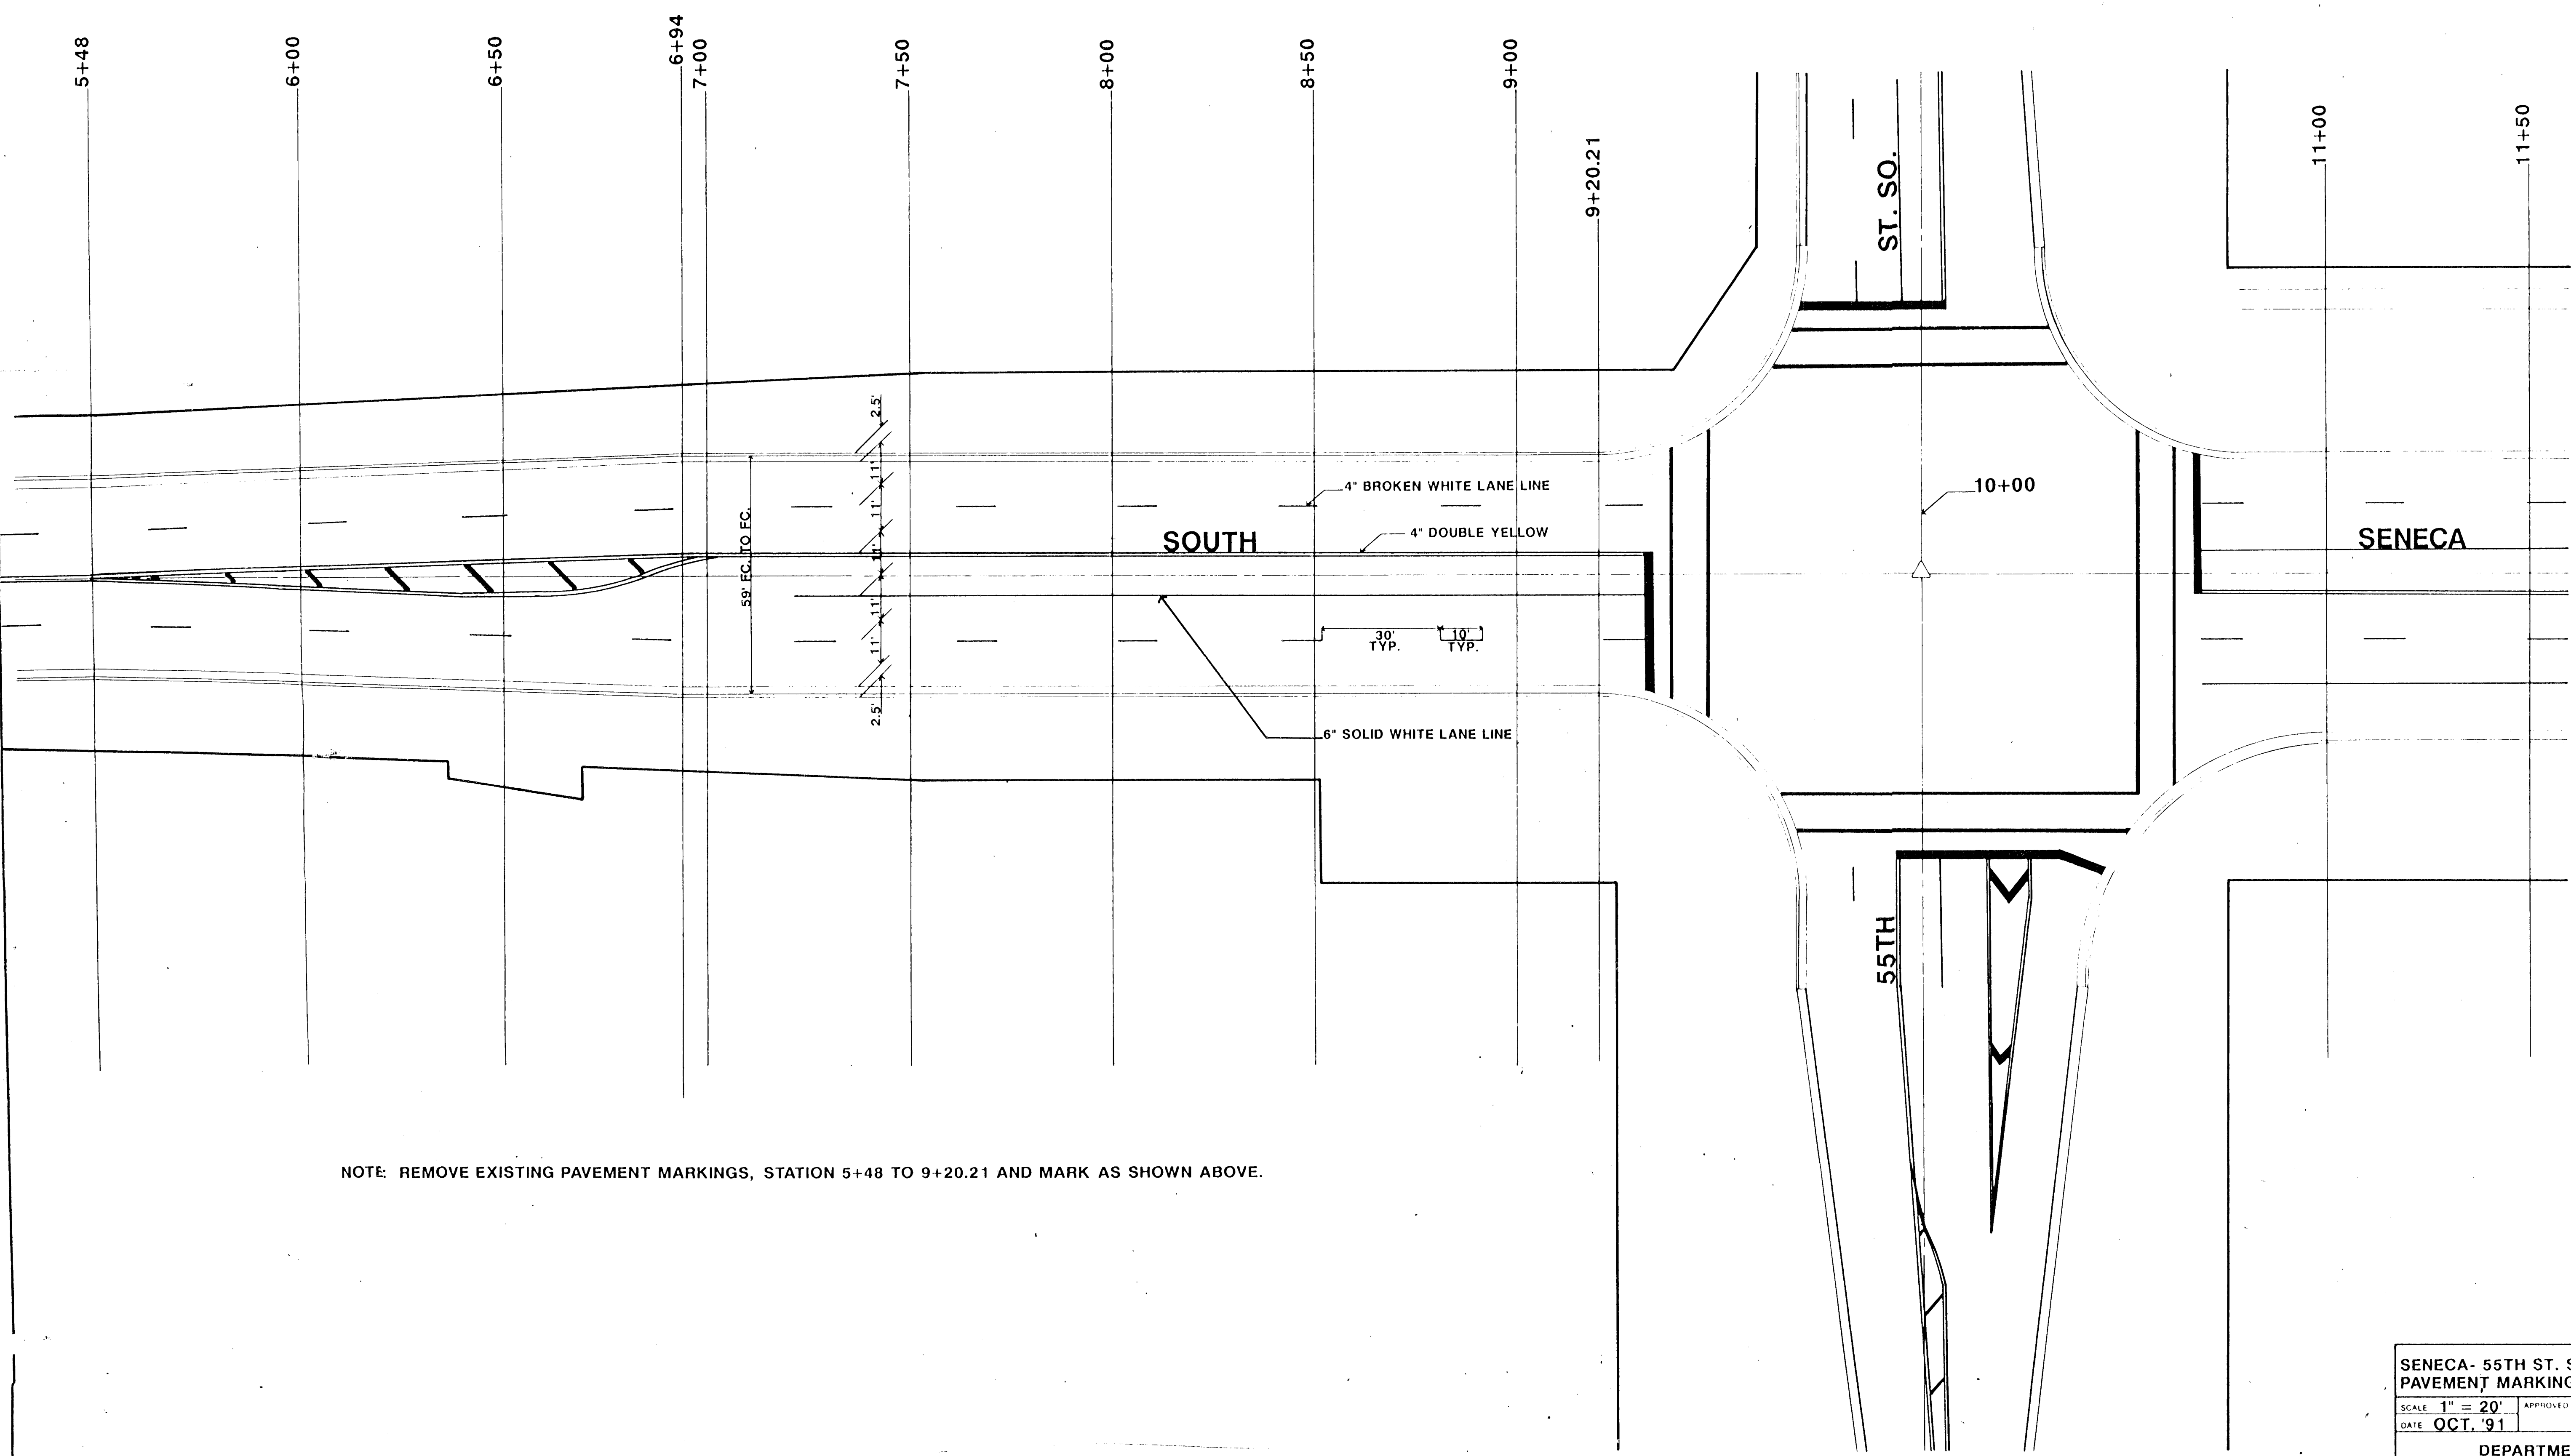 5+48
6+00
6+50
6+94
7+00
7+50
8+00
8+50
9+00
9+20.21
11+00
11+50
ST. SO.
2.5'
11'
11'
11'
11'
11'
2.5'
59' FC. TO FC.
4" BROKEN WHITE LANE LINE
4" DOUBLE YELLOW
SOUTH
10+00
SENECA
30'
TYP.
10'
TYP.
6" SOLID WHITE LANE LINE
55TH
NOTE: REMOVE EXISTING PAVEMENT MARKINGS, STATION 5+48 TO 9+20.21 AND MARK AS SHOWN ABOVE.
SENECA- 55TH ST. S
PAVEMENT MARKING
SCALE 1" = 20'
APPROVED
DATE OCT, '91
DEPARTME